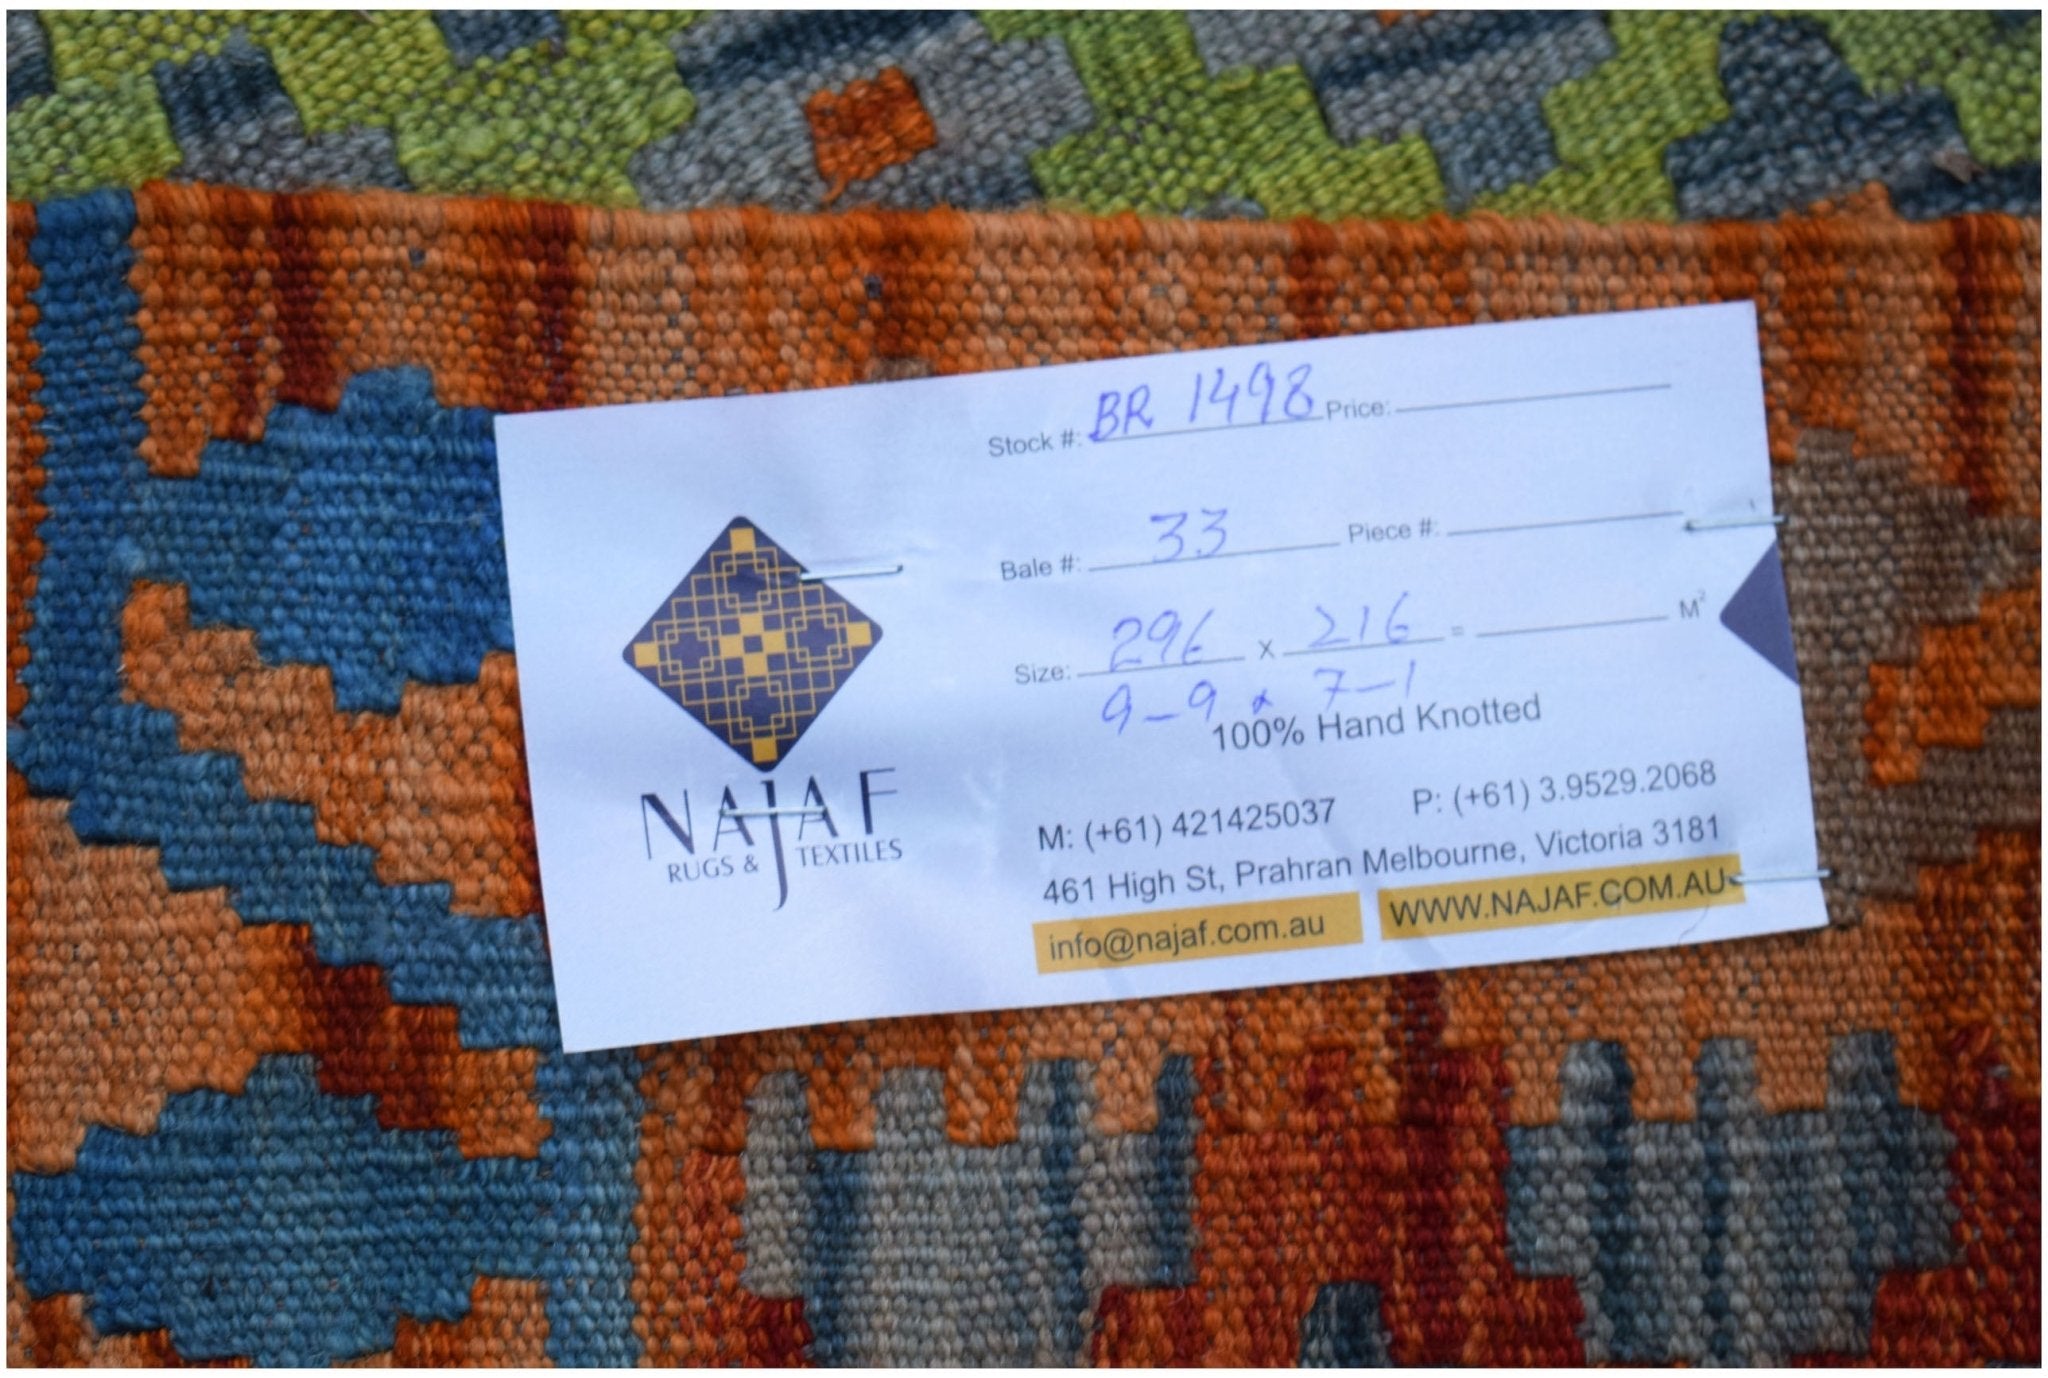 NAJAF
RUGS & TEXTILES
Stock #: BR 1498 Price:
Bale #: 33 Piece #:
Size: 296 x 216 = M²
9-9 x 7-1
100% Hand Knotted
M: (+61) 421425037 P: (+61) 3.9529.2068
461 High St, Prahran Melbourne, Victoria 3181
info@najaf.com.au WWW.NAJAF.COM.AU